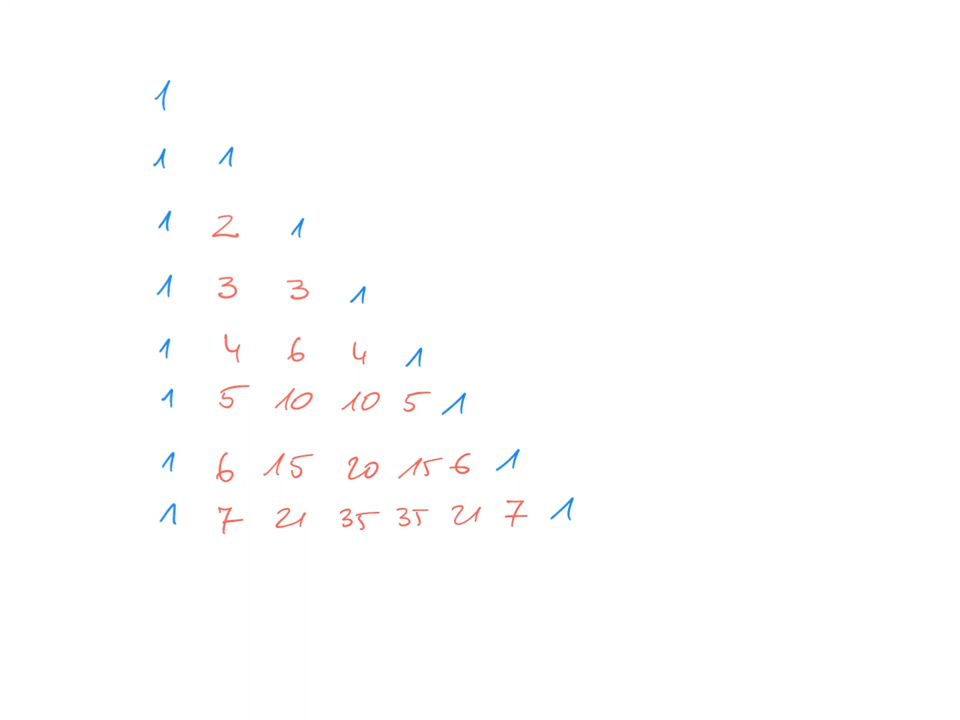 1
1 1
1 2 1
1 3 3 1
1 4 6 4 1
1 5 10 10 5 1
1 6 15 20 15 6 1
1 7 21 35 35 21 7 1